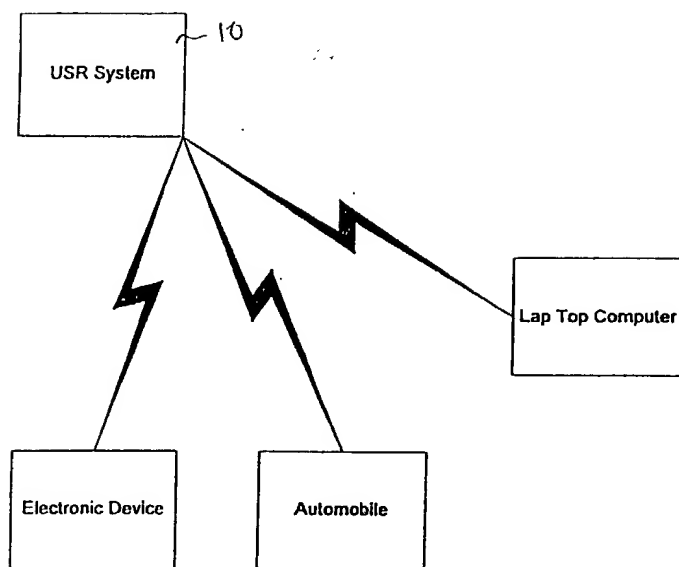 10
USR System
Lap Top Computer
Electronic Device
Automobile